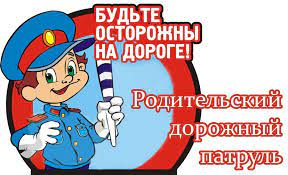 БУДЬТЕ
ОСТОРОЖНЫ
НА ДОРОГЕ!
Родительский
дорожный
патруль